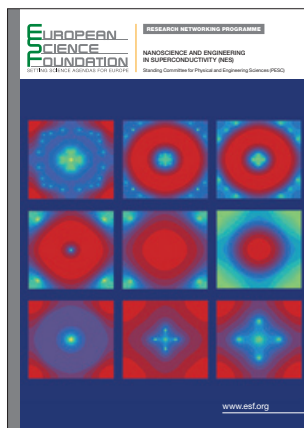 EUROPEAN
SCIENCE
FOUNDATION
SETTING SCIENCE AGENDAS FOR EUROPE
RESEARCH NETWORKING PROGRAMME
NANOSCIENCE AND ENGINEERING
IN SUPERCONDUCTIVITY (NES)
Standing Committee for Physical and Engineering Sciences (PESC)
www.esf.org